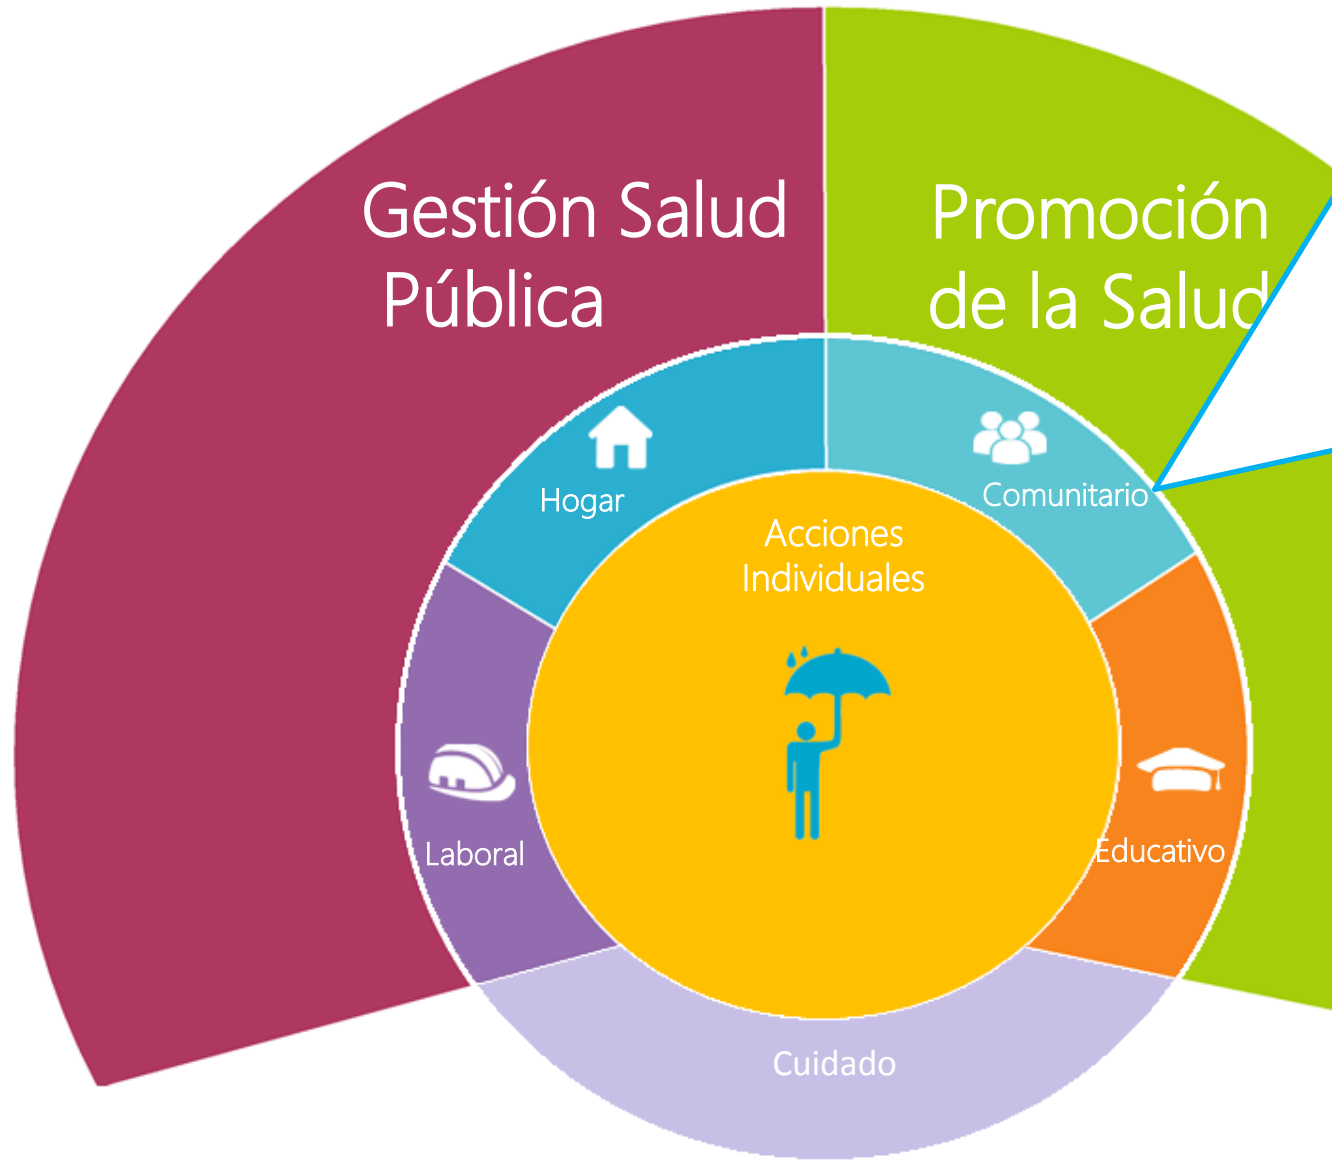 Gestión Salud
Pública
Promoción
de la Salud
Hogar
Comunitario
Acciones
Individuales
Laboral
Educativo
Cuidado